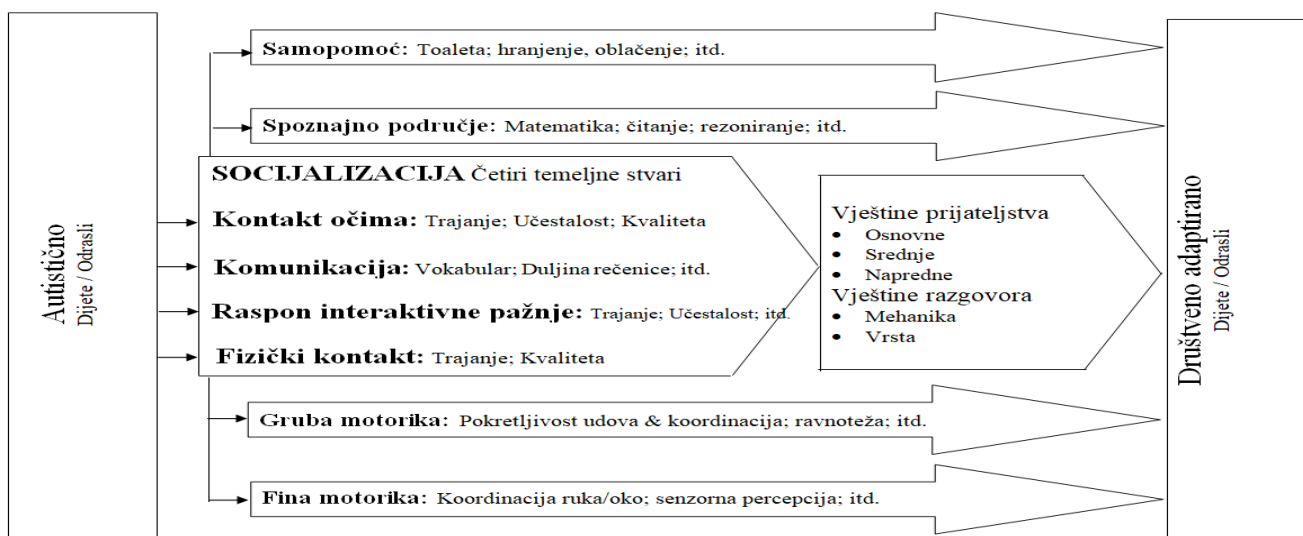 Autistično
Dijete / Odrasli
Samopomoć: Toaleta; hranjenje, oblačenje; itd.
Spoznajno područje: Matematika; čitanje; rezoniranje; itd.
SOCIJALIZACIJA Četiri temeljne stvari
Kontakt očima: Trajanje; Učestalost; Kvaliteta
Komunikacija: Vokabular; Duljina rečenice; itd.
Raspon interaktivne pažnje: Trajanje; Učestalost; itd.
Fizički kontakt: Trajanje; Kvaliteta
Vještine prijateljstva
• Osnovne
• Srednje
• Napredne
Vještine razgovora
• Mehanika
• Vrsta
Gruba motorika: Pokretljivost udova & koordinacija; ravnoteža; itd.
Fina motorika: Koordinacija ruka/oko; senzorna percepcija; itd.
Društveno adaptirano
Dijete / Odrasli